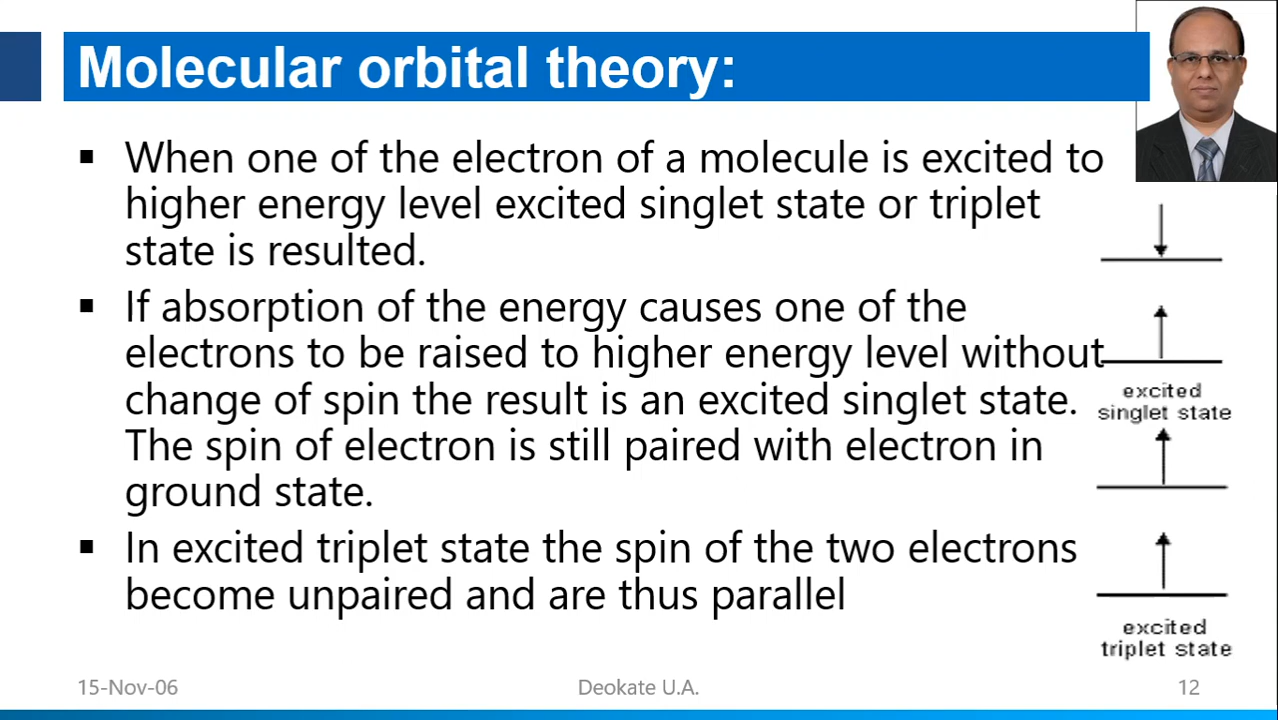 Molecular orbital theory:
▪ When one of the electron of a molecule is excited to
higher energy level excited singlet state or triplet
state is resulted.
▪ If absorption of the energy causes one of the
electrons to be raised to higher energy level without
change of spin the result is an excited singlet state.
The spin of electron is still paired with electron in
ground state.
▪ In excited triplet state the spin of the two electrons
become unpaired and are thus parallel
excited
singlet state
excited
triplet state
15-Nov-06
Deokate U.A.
12